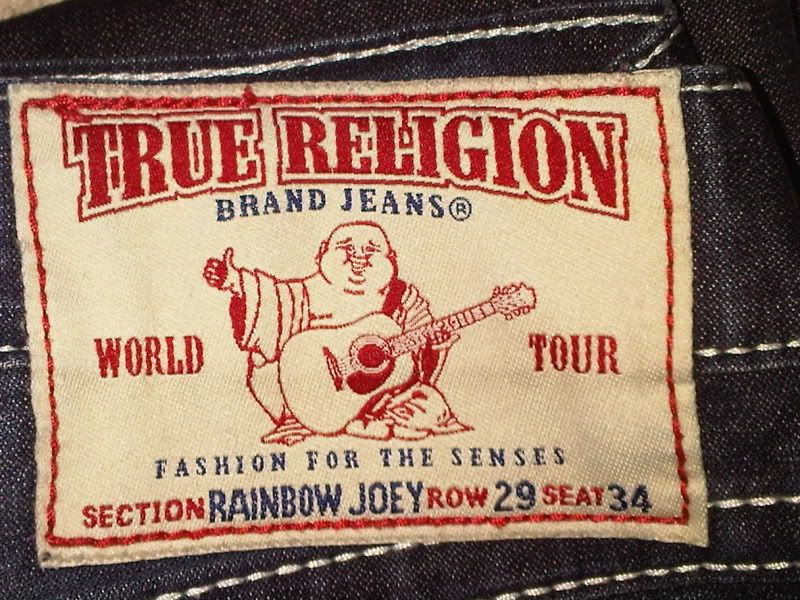 TRUE RELIGION
BRAND JEANS®
WORLD TOUR
FASHION FOR THE SENSES
SECTION RAINBOW JOEY ROW 29 SEAT 34